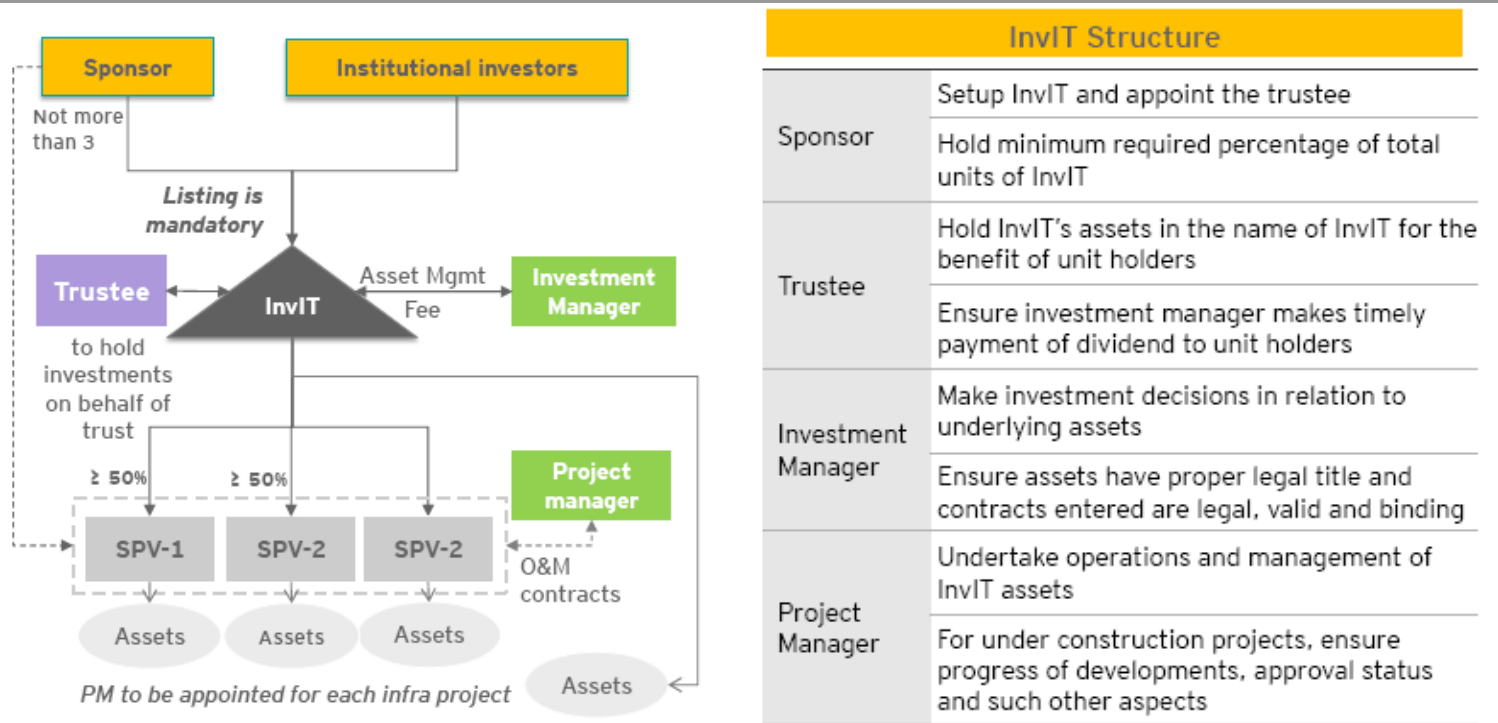 Sponsor
Institutional investors
Not more
than 3
Listing is
mandatory
Trustee
InvIT
Asset Mgmt
Fee
Investment
Manager
to hold
investments
on behalf of
trust
≥ 50%
≥ 50%
Project
manager
SPV-1
SPV-2
SPV-2
O&M
contracts
Assets
Assets
Assets
Assets
PM to be appointed for each infra project
InvIT Structure
Sponsor
Setup InvIT and appoint the trustee
Hold minimum required percentage of total
units of InvIT
Trustee
Hold InvIT's assets in the name of InvIT for the
benefit of unit holders
Ensure investment manager makes timely
payment of dividend to unit holders
Investment
Manager
Make investment decisions in relation to
underlying assets
Ensure assets have proper legal title and
contracts entered are legal, valid and binding
Project
Manager
Undertake operations and management of
InvIT assets
For under construction projects, ensure
progress of developments, approval status
and such other aspects